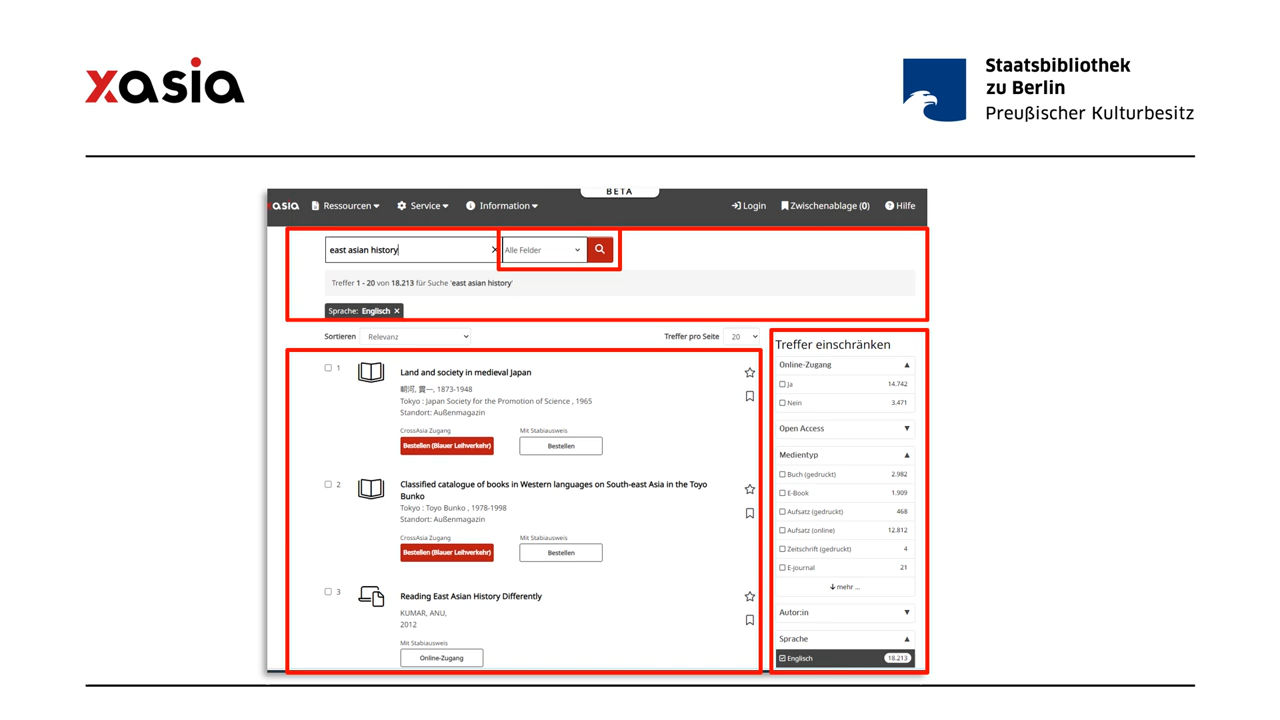 xasia
Staatsbibliothek
zu Berlin
Preußischer Kulturbesitz
BETA
asia Ressourcen Service Information Login Zwischenablage (0) Hilfe
east asian history Alle Felder
Treffer 1 - 20 von 18.213 für Suche 'east asian history'
Sprache: Englisch
Sortieren Relevanz Treffer pro Seite 20
1 Land and society in medieval Japan
朝河, 貫一, 1873-1948
Tokyo : Japan Society for the Promotion of Science , 1965
Standort: Außenmagazin
CrossAsia Zugang Mit Stabiausweis
Bestellen (Blauer Leihverkehr) Bestellen
2 Classified catalogue of books in Western languages on South-east Asia in the Toyo
Bunko
Tokyo : Toyo Bunko , 1978-1998
Standort: Außenmagazin
CrossAsia Zugang Mit Stabiausweis
Bestellen (Blauer Leihverkehr) Bestellen
3 Reading East Asian History Differently
KUMAR, ANU,
2012
Mit Stabiausweis
Online-Zugang
Treffer einschränken
Online-Zugang
Ja 14.742
Nein 3.471
Open Access
Medientyp
Buch (gedruckt) 2.982
E-Book 1.909
Aufsatz (gedruckt) 468
Aufsatz (online) 12.812
Zeitschrift (gedruckt) 4
E-journal 21
mehr ...
Autor:in
Sprache
Englisch 18.213